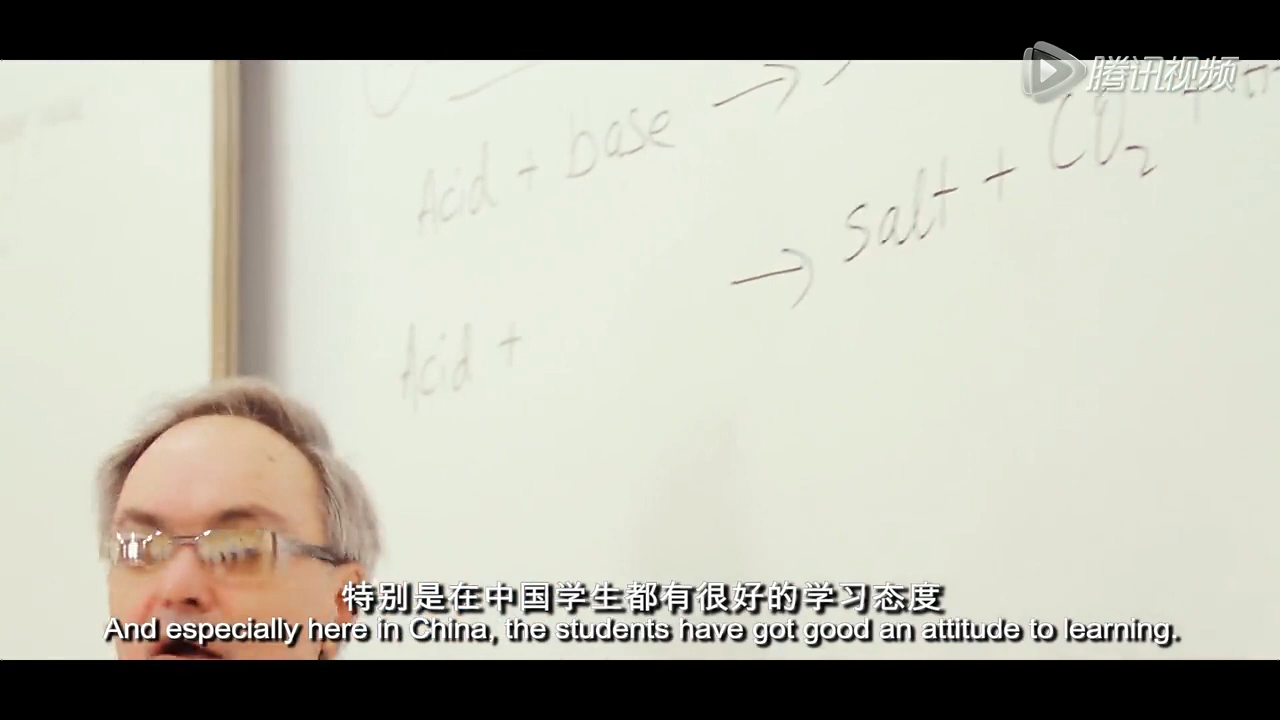 腾讯视频
Acid + base →
→ Salt + CO₂ +
Acid +
特别是在中国学生都有很好的学习态度
And especially here in China, the students have got good an attitude to learning.